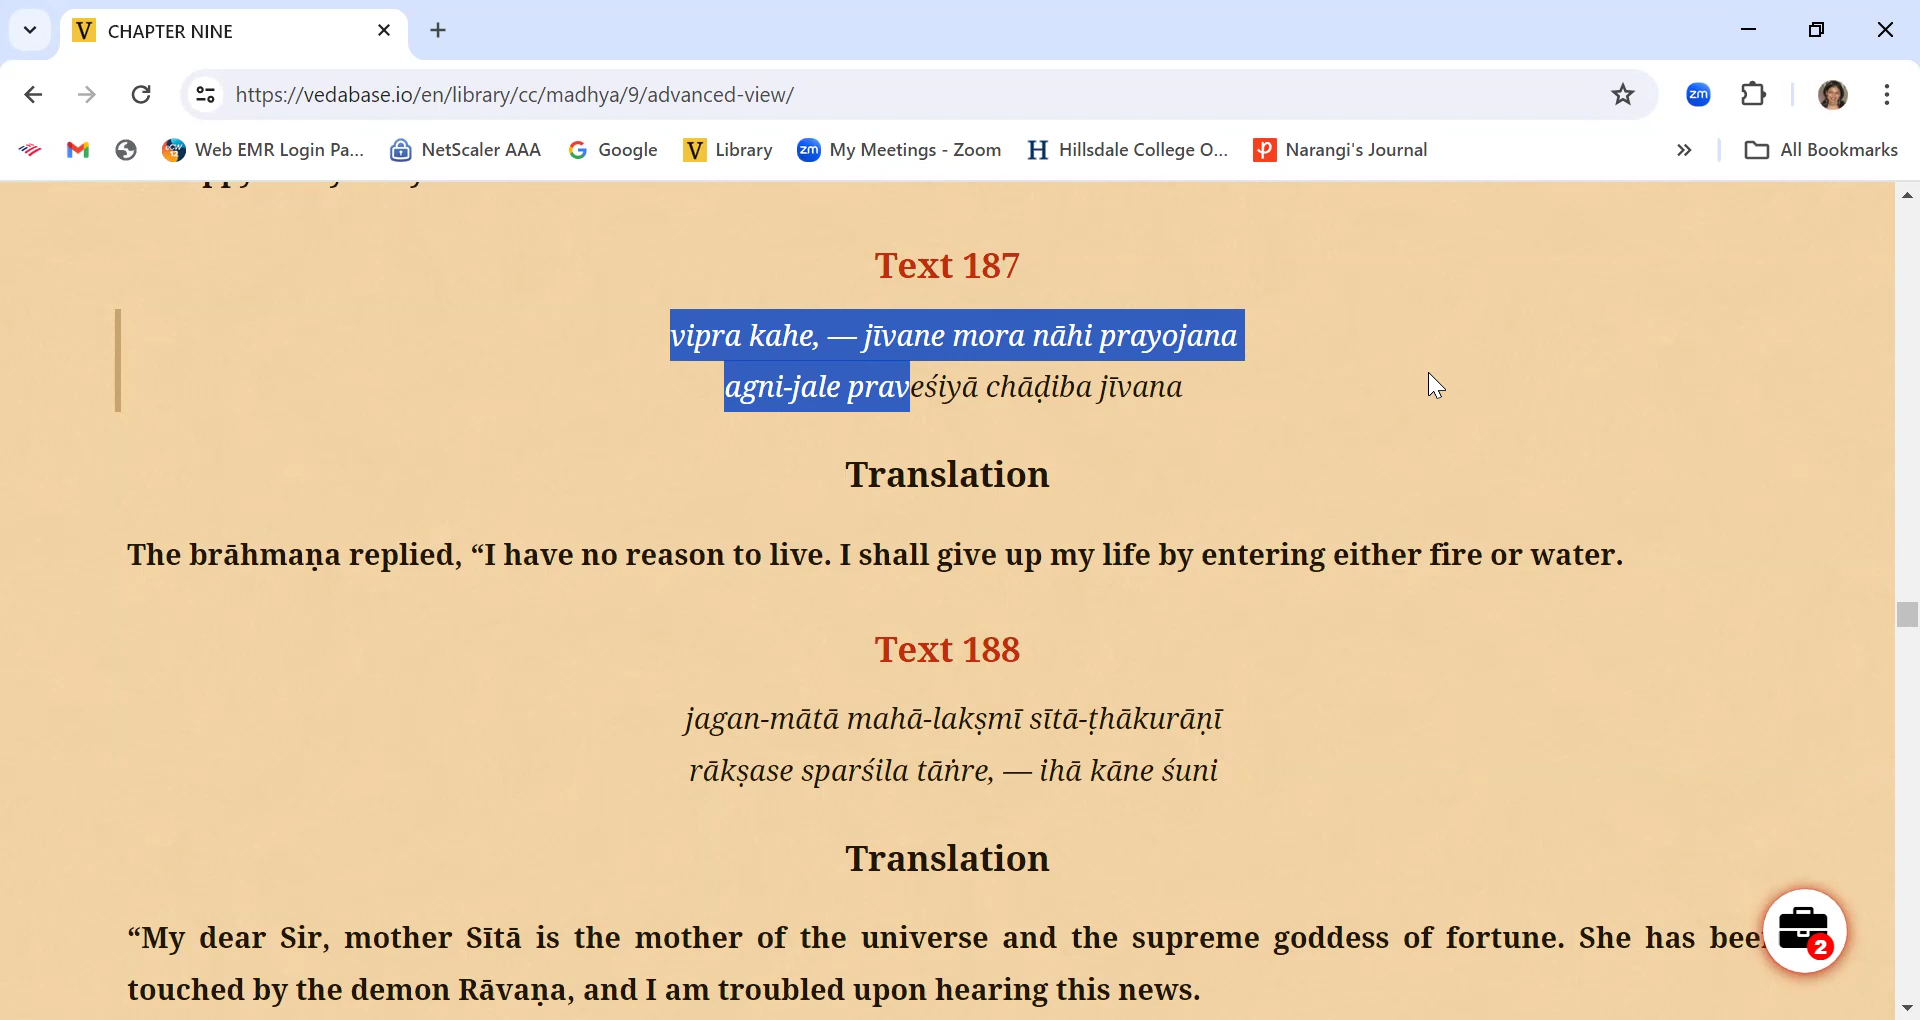 CHAPTER NINE
https://vedabase.io/en/library/cc/madhya/9/advanced-view/
zm
Web EMR Login Pa...
NetScaler AAA
Google
Library
My Meetings - Zoom
Hillsdale College O...
Narangi's Journal
»
All Bookmarks
Text 187
vipra kahe, — jīvane mora nāhi prayojana
agni-jale praveśiyā chāḍiba jīvana
Translation
The brāhmaṇa replied, “I have no reason to live. I shall give up my life by entering either fire or water.
Text 188
jagan-mātā mahā-lakṣmī sītā-ṭhākurāṇī
rākṣase sparśila tāṅre, — ihā kāne śuni
Translation
“My dear Sir, mother Sītā is the mother of the universe and the supreme goddess of fortune. She has
touched by the demon Rāvaṇa, and I am troubled upon hearing this news.
2